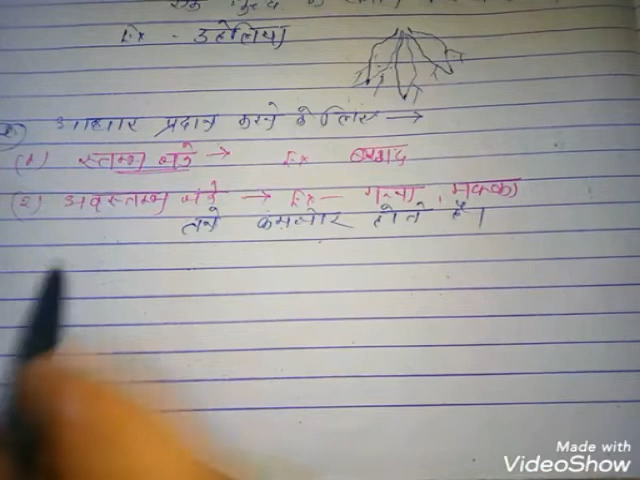 Ex - डहेलिया
आधार प्रदान करने के लिए →
(1) स्तम्भ जड़े → Ex बरगद
(2) अवस्तम्भ जड़े → Ex - गन्ना, मक्का
तने कमजोर होते है।
Made with
VideoShow